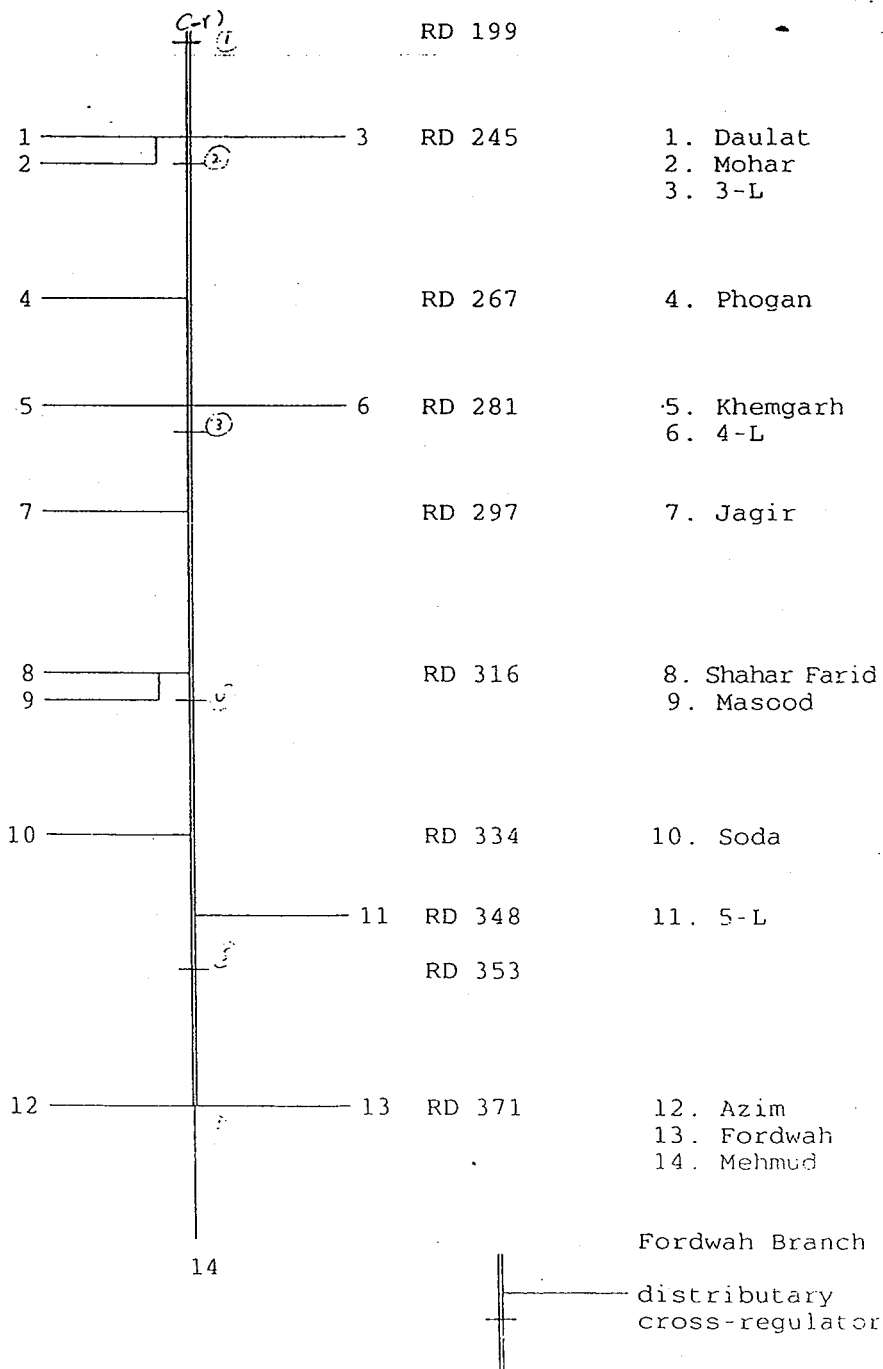 C-r)
①
RD 199
1 3 RD 245 1. Daulat
2 ② 2. Mohar
3. 3-L
4 RD 267 4. Phogan
5 6 RD 281 5. Khemgarh
③ 6. 4-L
7 RD 297 7. Jagir
8 RD 316 8. Shahar Farid
9 9. Masood
10 RD 334 10. Soda
11 RD 348 11. 5-L
RD 353
12 13 RD 371 12. Azim
13. Fordwah
14. Mehmud
14
Fordwah Branch
distributary
cross-regulator